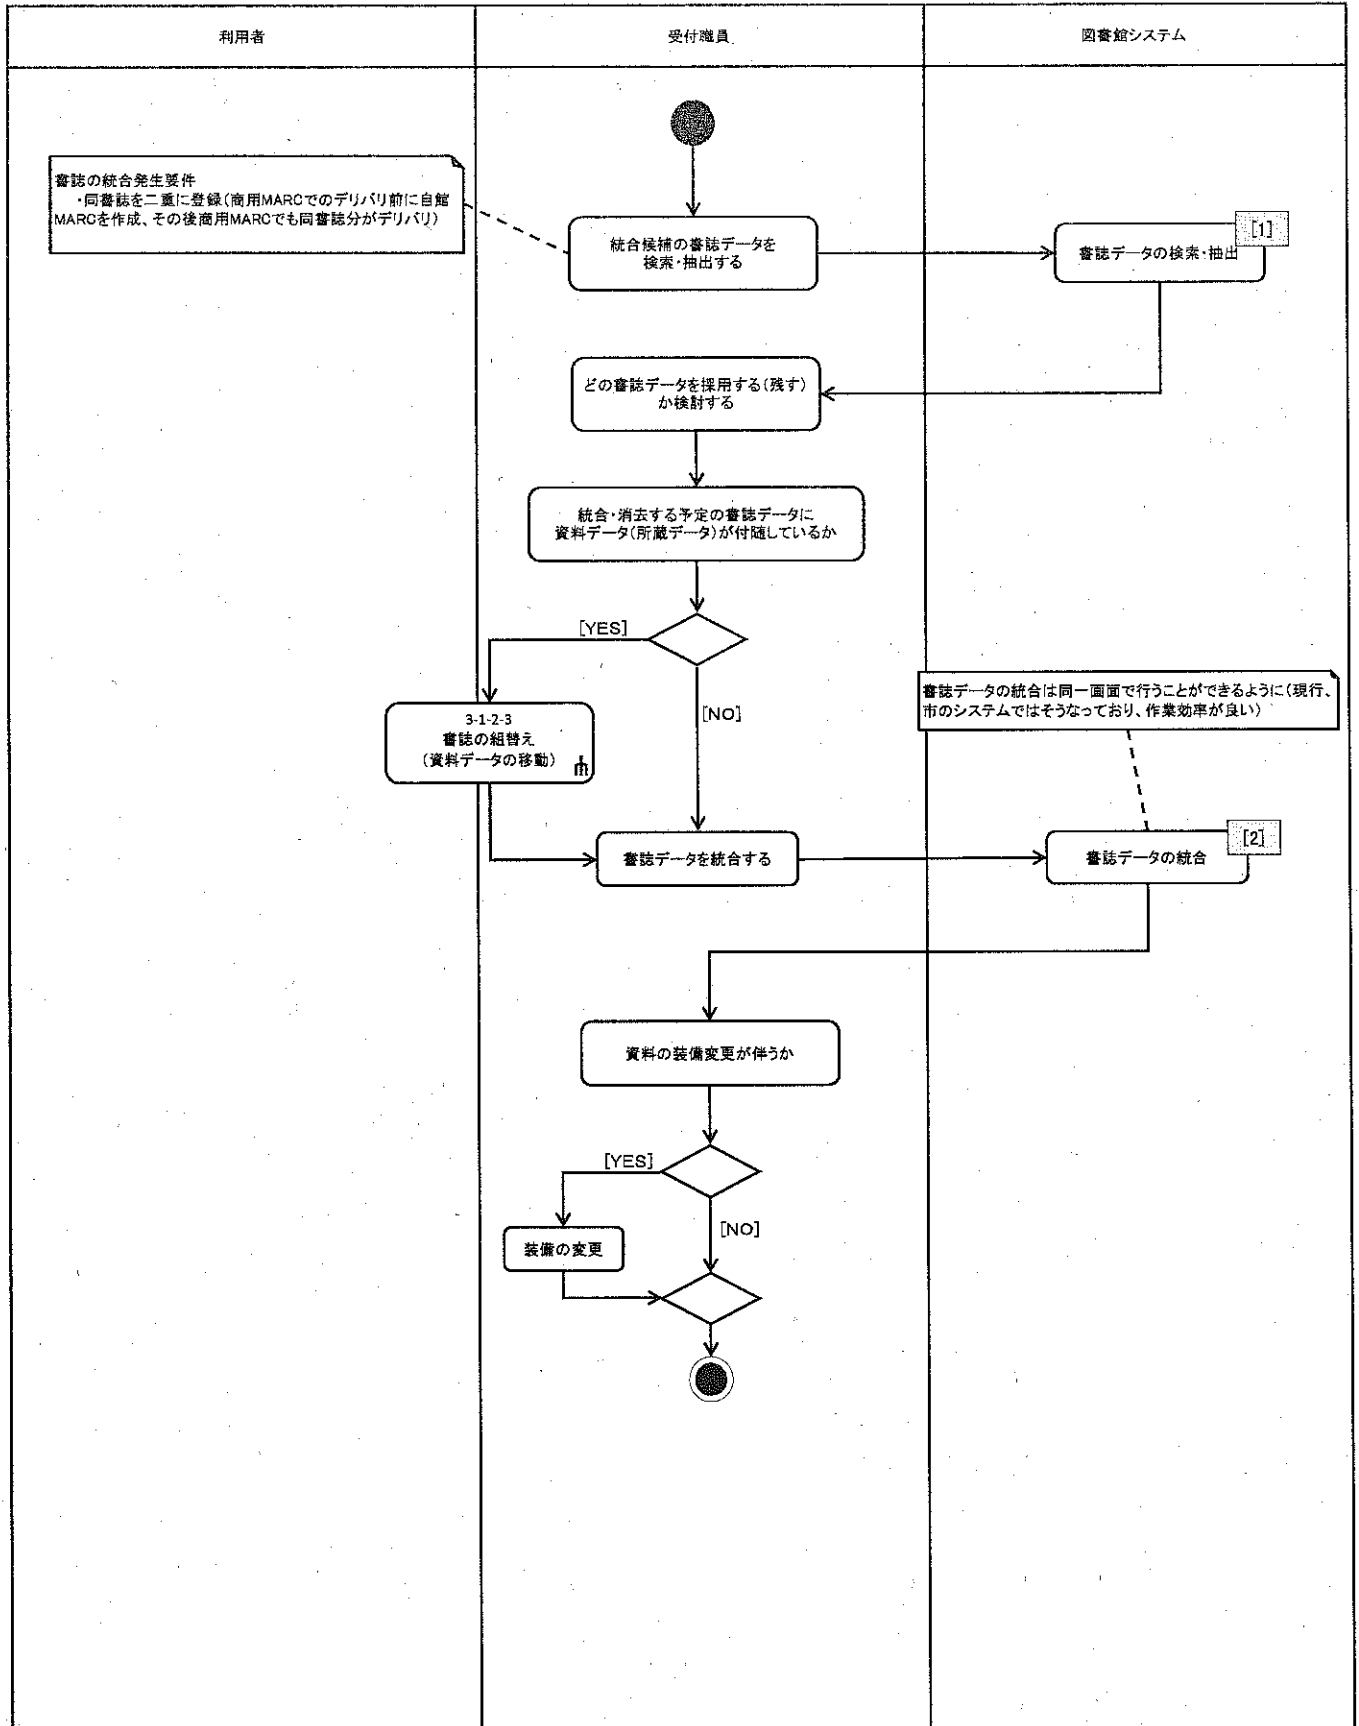 利用者
受付職員
図書館システム
書誌の統合発生要件
・同書誌を二重に登録(商用MARCでのデリバリ前に自館
MARCを作成、その後商用MARCでも同書誌分がデリバリ)
統合候補の書誌データを
検索・抽出する
[1]
書誌データの検索・抽出
どの書誌データを採用する(残す)
か検討する
統合・消去する予定の書誌データに
資料データ(所蔵データ)が付随しているか
[YES]
[NO]
3-1-2-3
書誌の組替え
(資料データの移動)
書誌データの統合は同一画面で行うことができるように(現行、
市のシステムではそうなっており、作業効率が良い)
書誌データを統合する
[2]
書誌データの統合
資料の装備変更が伴うか
[YES]
[NO]
装備の変更